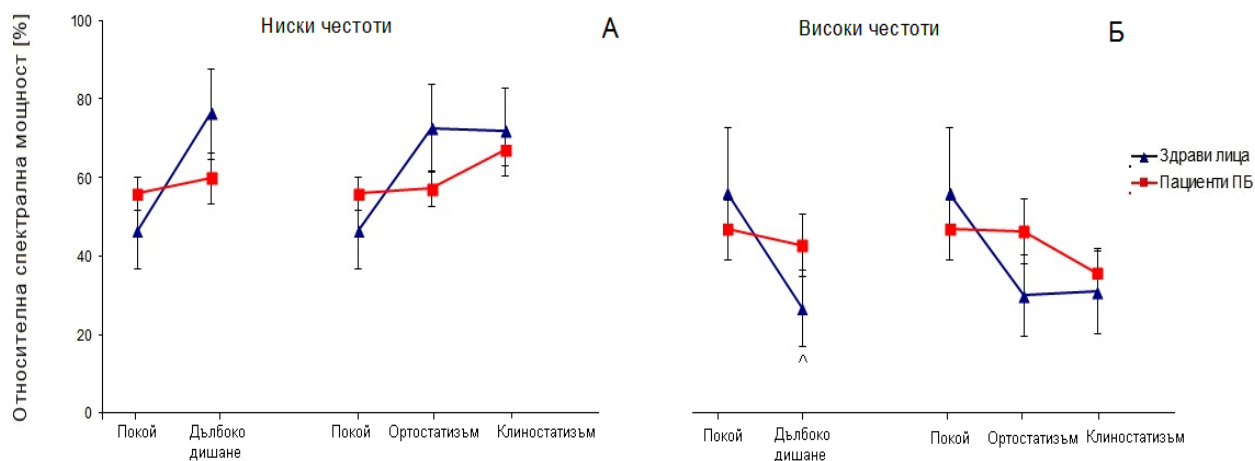 Относителна спектрална мощност [%]
100
80
60
40
20
0
Ниски честоти
А
Покой
Дълбоко
дишане
Покой
Ортостатизъм
Клиностатизъм
Високи честоти
Б
^
Покой
Дълбоко
дишане
Покой
Ортостатизъм
Клиностатизъм
Здрави лица
Пациенти ПБ